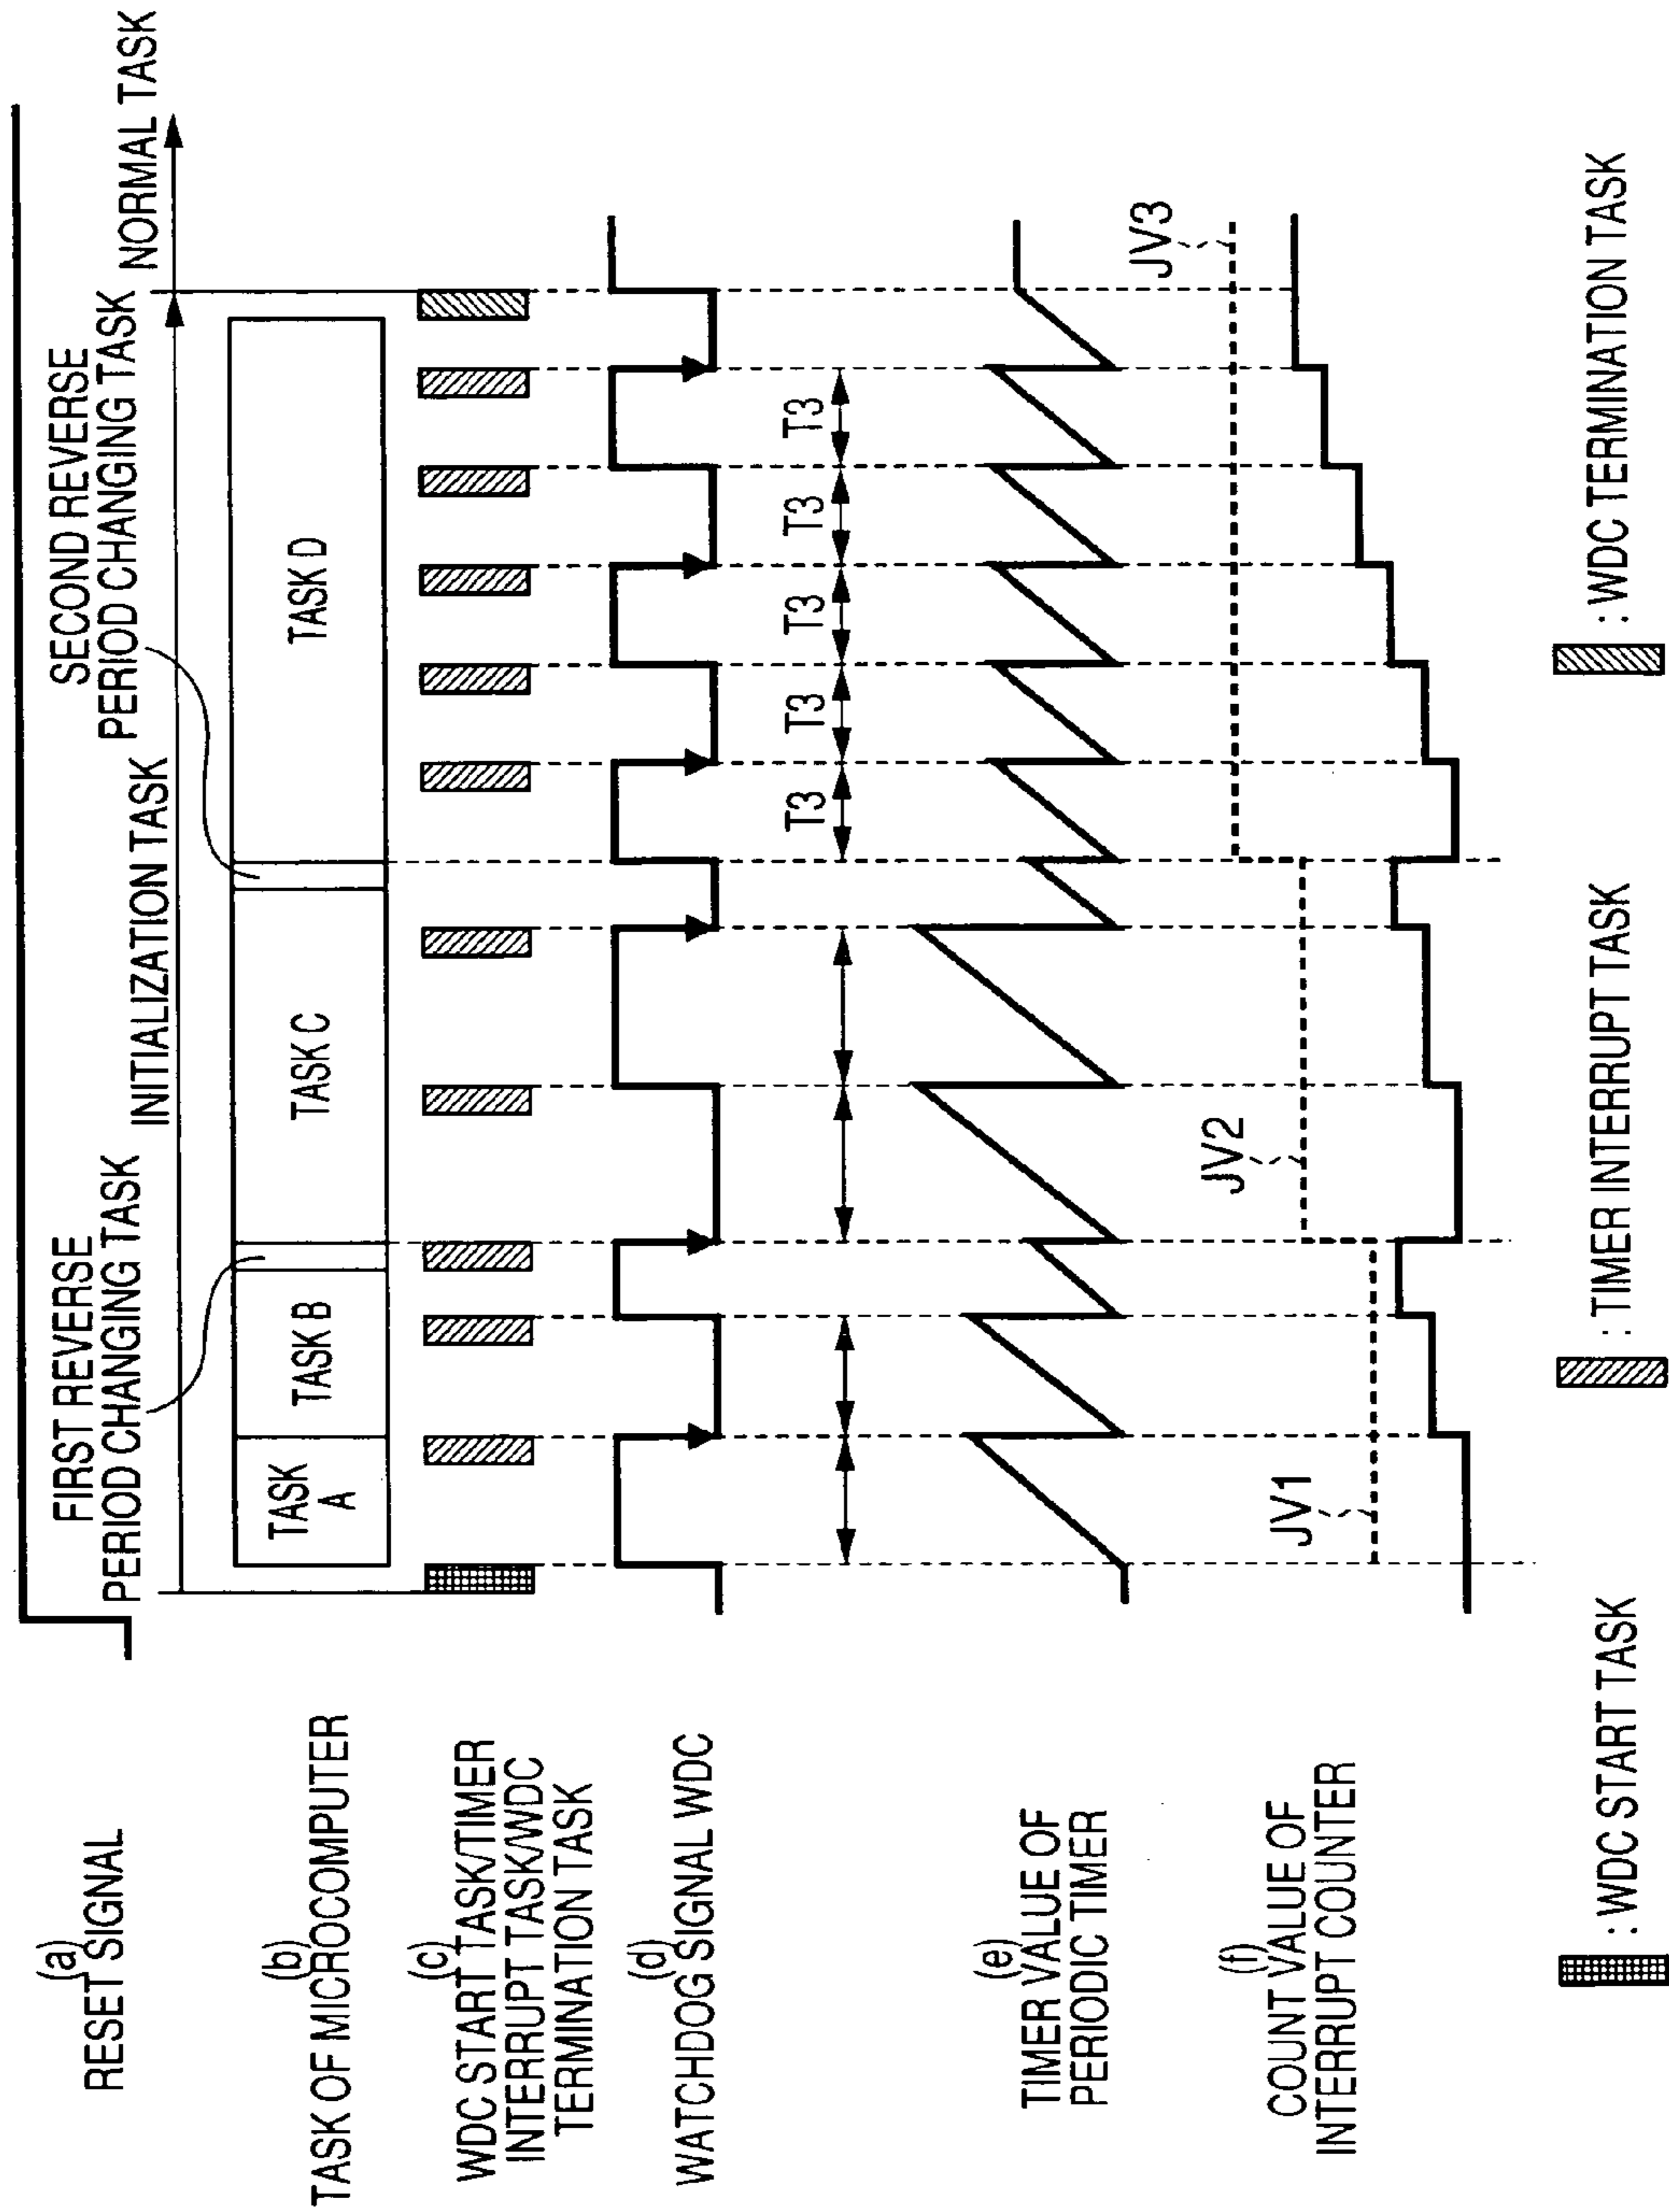 (a)
RESET SIGNAL
FIRST REVERSE
PERIOD CHANGING TASK
SECOND REVERSE
PERIOD CHANGING TASK
INITIALIZATION TASK
NORMAL TASK
(b)
TASK OF MICROCOMPUTER
TASK
A
TASK B
TASK C
TASK D
(c)
WDC START TASK/TIMER
INTERRUPT TASK/WDC
TERMINATION TASK
(d)
WATCHDOG SIGNAL WDC
T3
T3
T3
T3
T3
(e)
TIMER VALUE OF
PERIODIC TIMER
(f)
COUNT VALUE OF
INTERRUPT COUNTER
JV1
JV2
JV3
: WDC START TASK
: TIMER INTERRUPT TASK
: WDC TERMINATION TASK